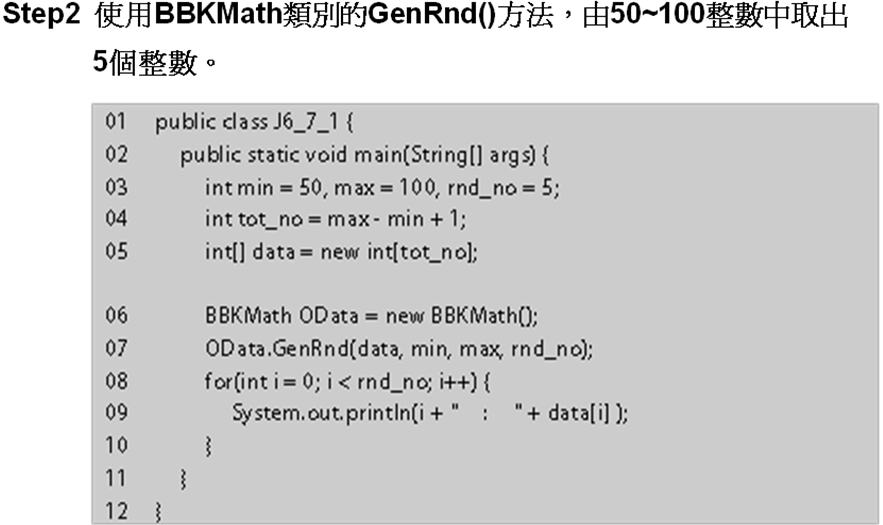 Step2 使用BBKMath類別的GenRnd()方法，由50~100整數中取出
5個整數。
01 public class J6_7_1 {
02 public static void main(String[] args) {
03 int min = 50, max = 100, rnd_no = 5;
04 int tot_no = max - min + 1;
05 int[] data = new int[tot_no];
06 BBKMath OData = new BBKMath();
07 OData.GenRnd(data, min, max, rnd_no);
08 for(int i = 0; i < rnd_no; i++) {
09 System.out.println(i + " : " + data[i] );
10 }
11 }
12 }